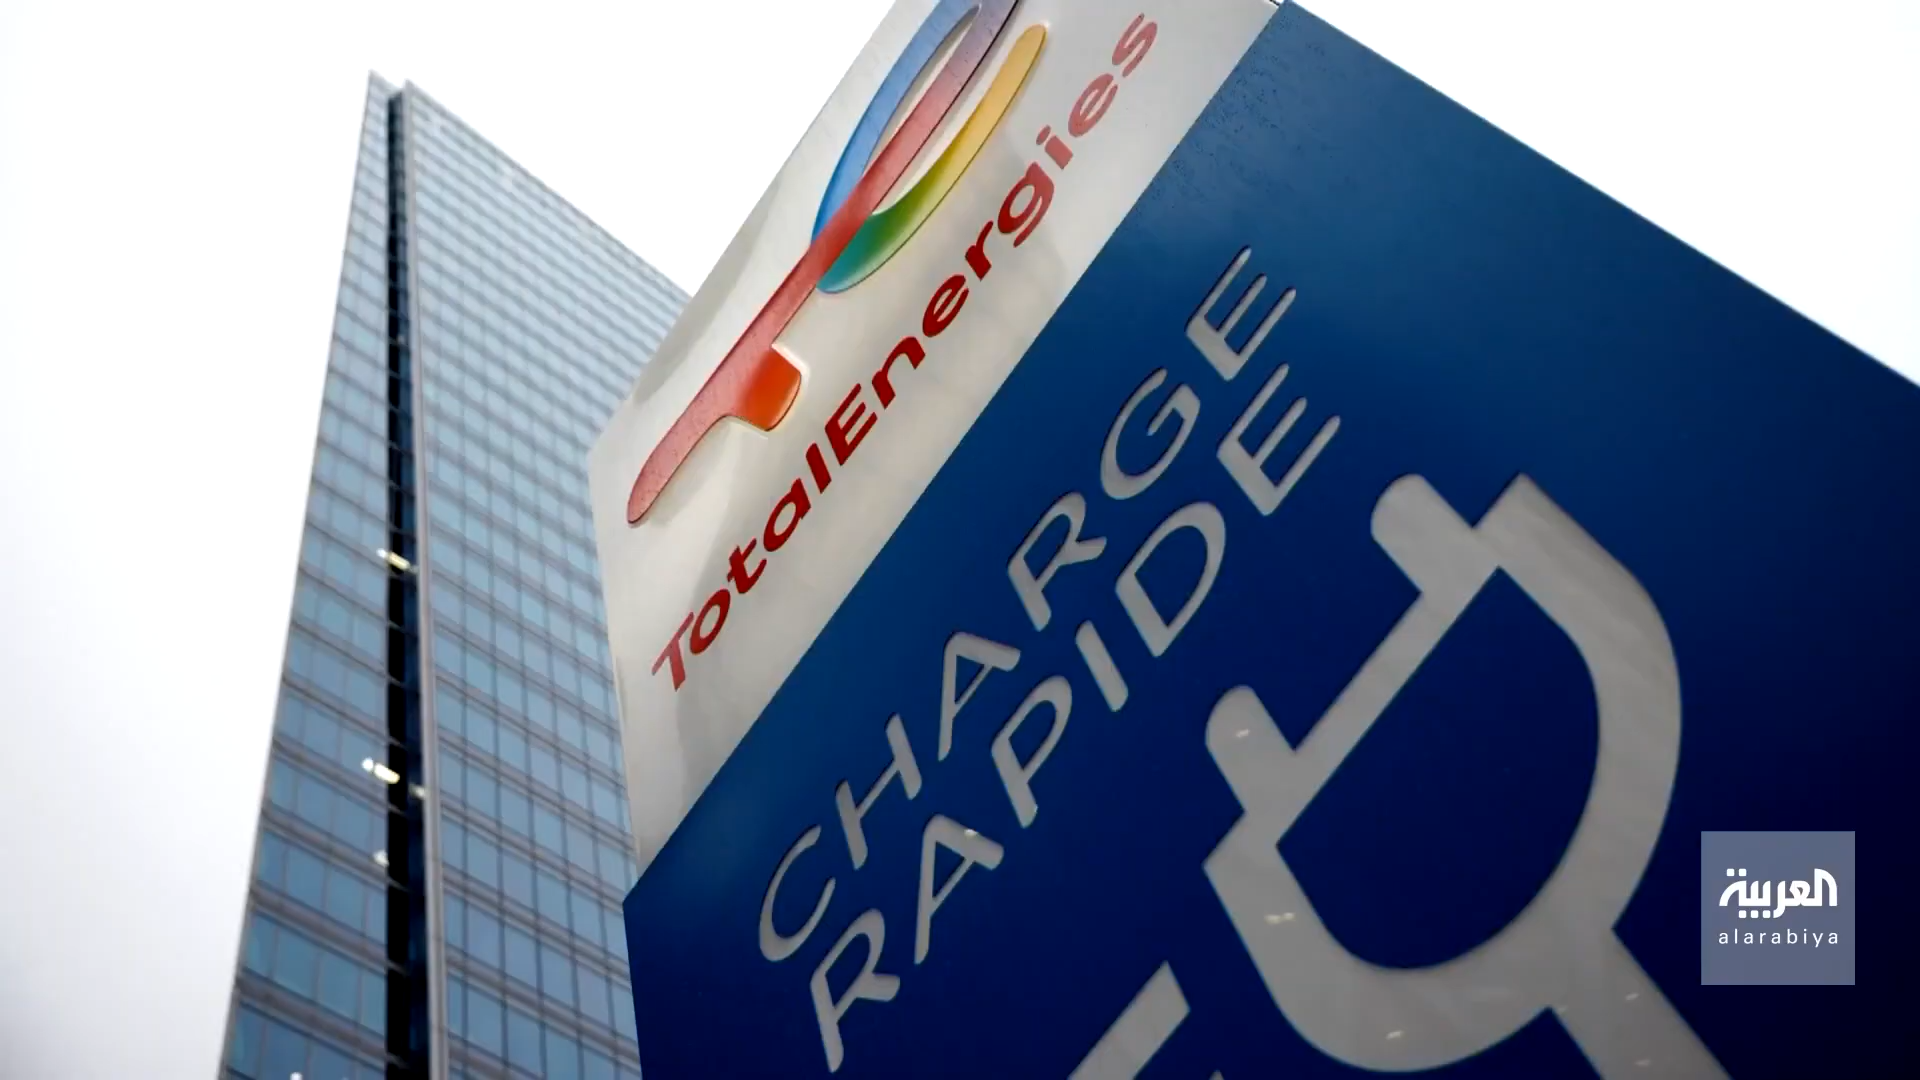 TotalEnergies
CHARGE
RAPIDE
العربية
alarabiya